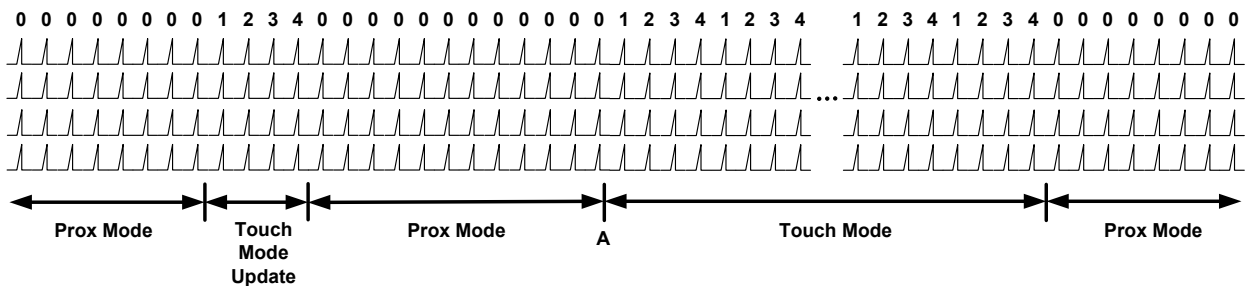 0 0 0 0 0 0 0 0 1 2 3 4 0 0 0 0 0 0 0 0 0 0 0 0 1 2 3 4 1 2 3 4 1 2 3 4 1 2 3 4 0 0 0 0 0 0 0 0
...
Prox Mode
Touch
Mode
Update
Prox Mode
A
Touch Mode
Prox Mode